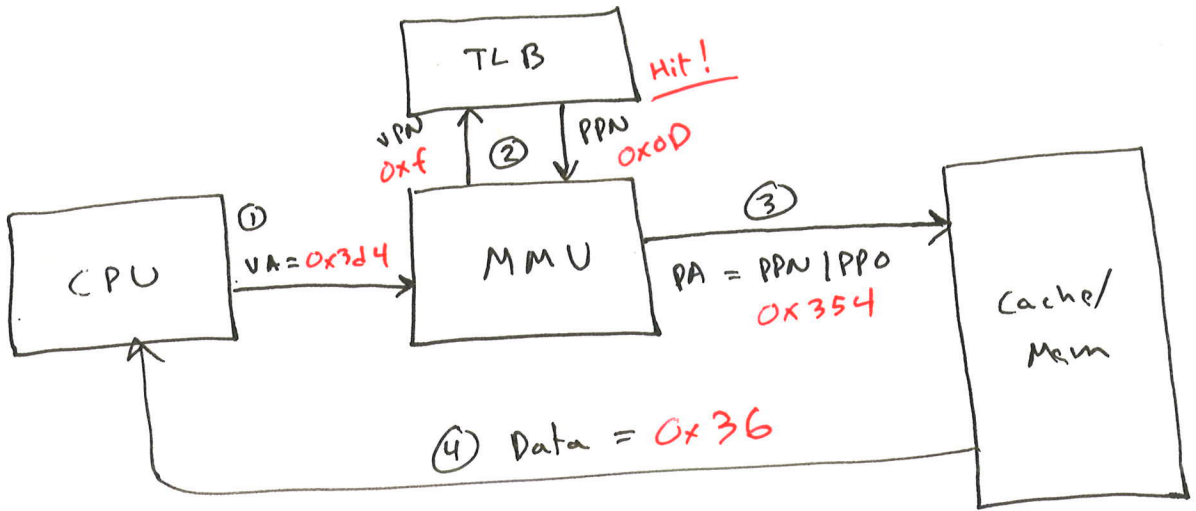 TLB
Hit!
VPN
0xf
②
PPN
0x0D
①
VA = 0x3d4
CPU
MMU
③
PA = PPN | PPO
0x354
Cache/
Mem
④ Data = 0x36